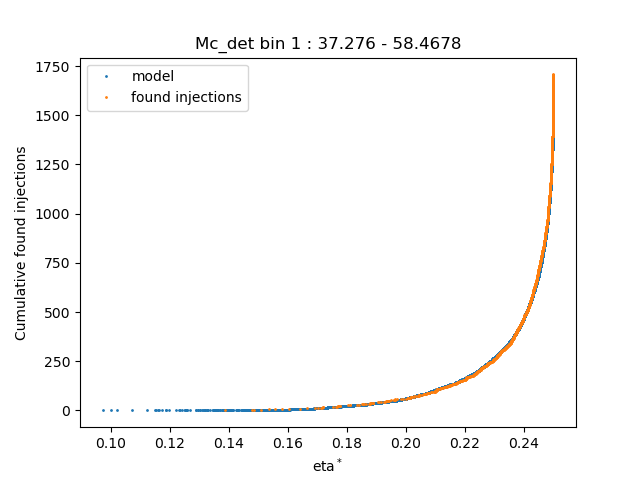 Mc_det bin 1 : 37.276 - 58.4678
model
found injections
Cumulative found injections
1750
1500
1250
1000
750
500
250
0
0.10 0.12 0.14 0.16 0.18 0.20 0.22 0.24
eta*